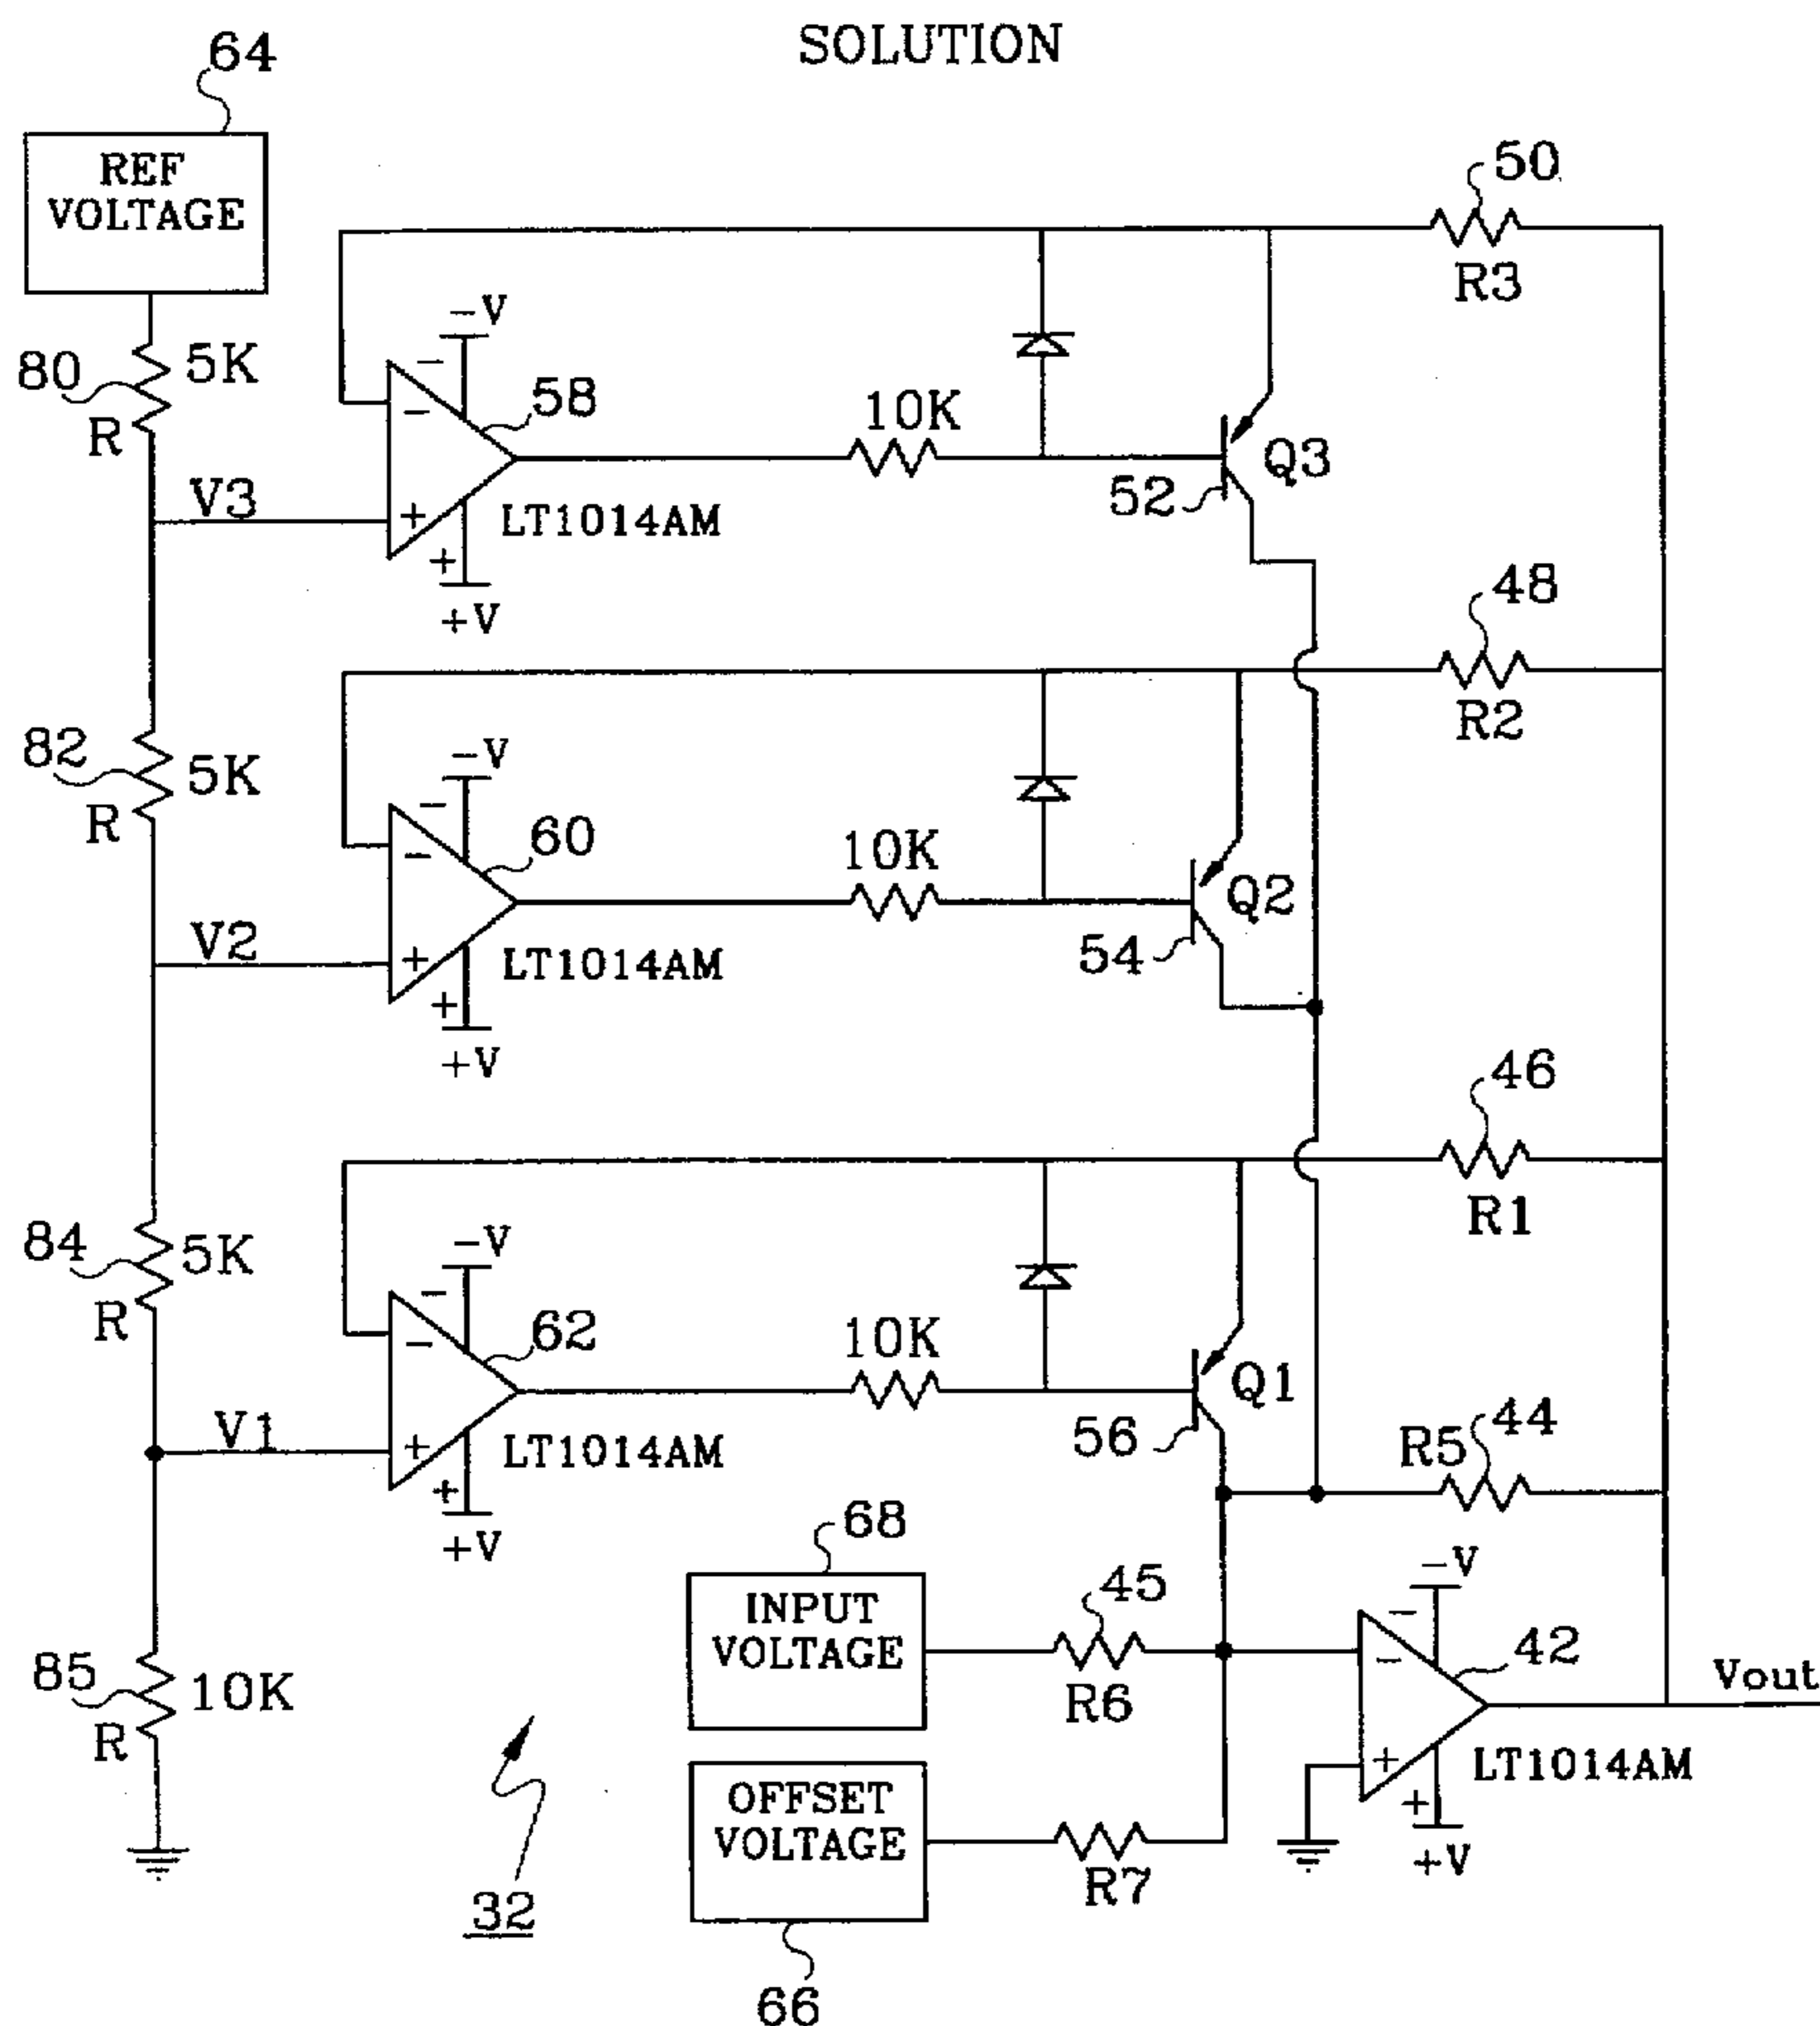 SOLUTION
64
REF
VOLTAGE
50
R3
80
5K
R
-V
−
58
10K
−
Q3
52
V3
+
LT1014AM
+
+V
48
R2
82
5K
R
-V
−
60
10K
−
Q2
54
V2
+
LT1014AM
+
+V
46
R1
84
5K
R
-V
−
62
10K
−
Q1
56
V1
+
LT1014AM
+
+V
R5
44
68
INPUT
VOLTAGE
45
R6
-V
−
−
42
Vout
85
10K
R
+
LT1014AM
+
+V
OFFSET
VOLTAGE
R7
32
66